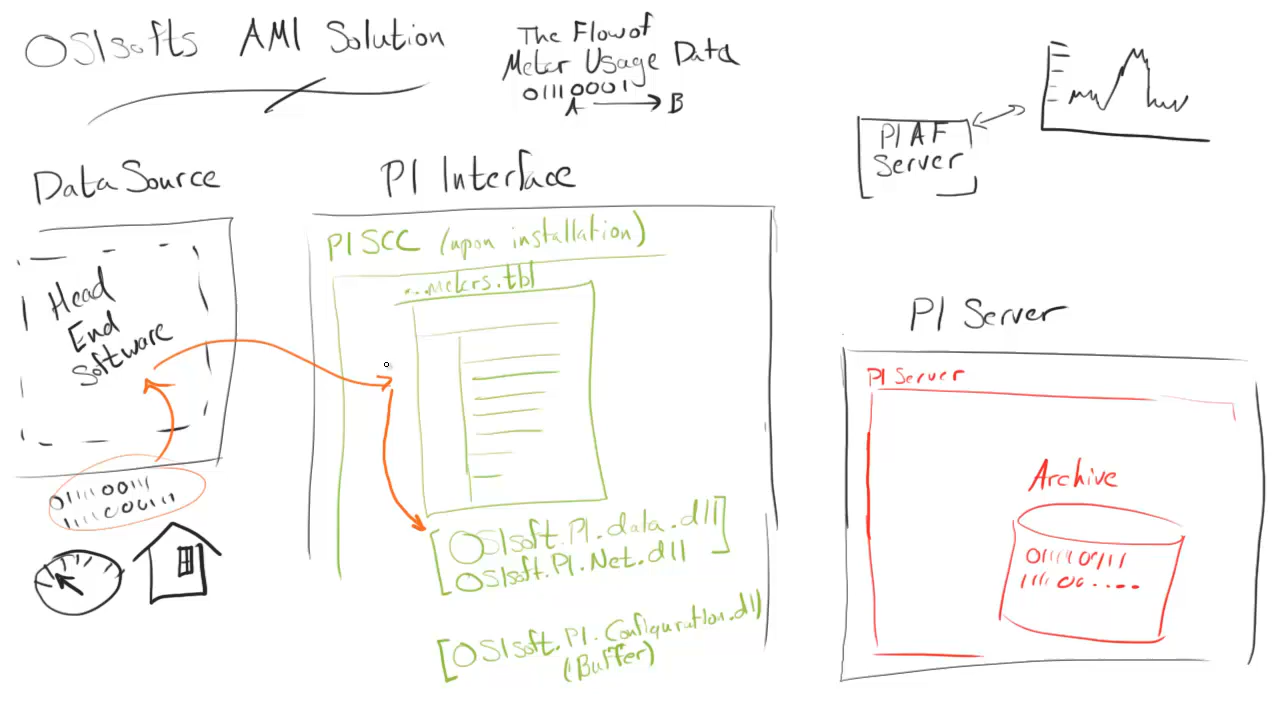 OSIsofts AMI Solution
The Flow of
Meter Usage Data
01110001
A B
PI AF
Server
Data Source
PI Interface
PI SCC (upon installation)
...meters.tbl
Head
End
Software
PI Server
PI Server
Archive
OSIsoft.PI.data.dll
OSIsoft.PI.Net.dll
OSIsoft.PI.Configuration.dll
(Buffer)